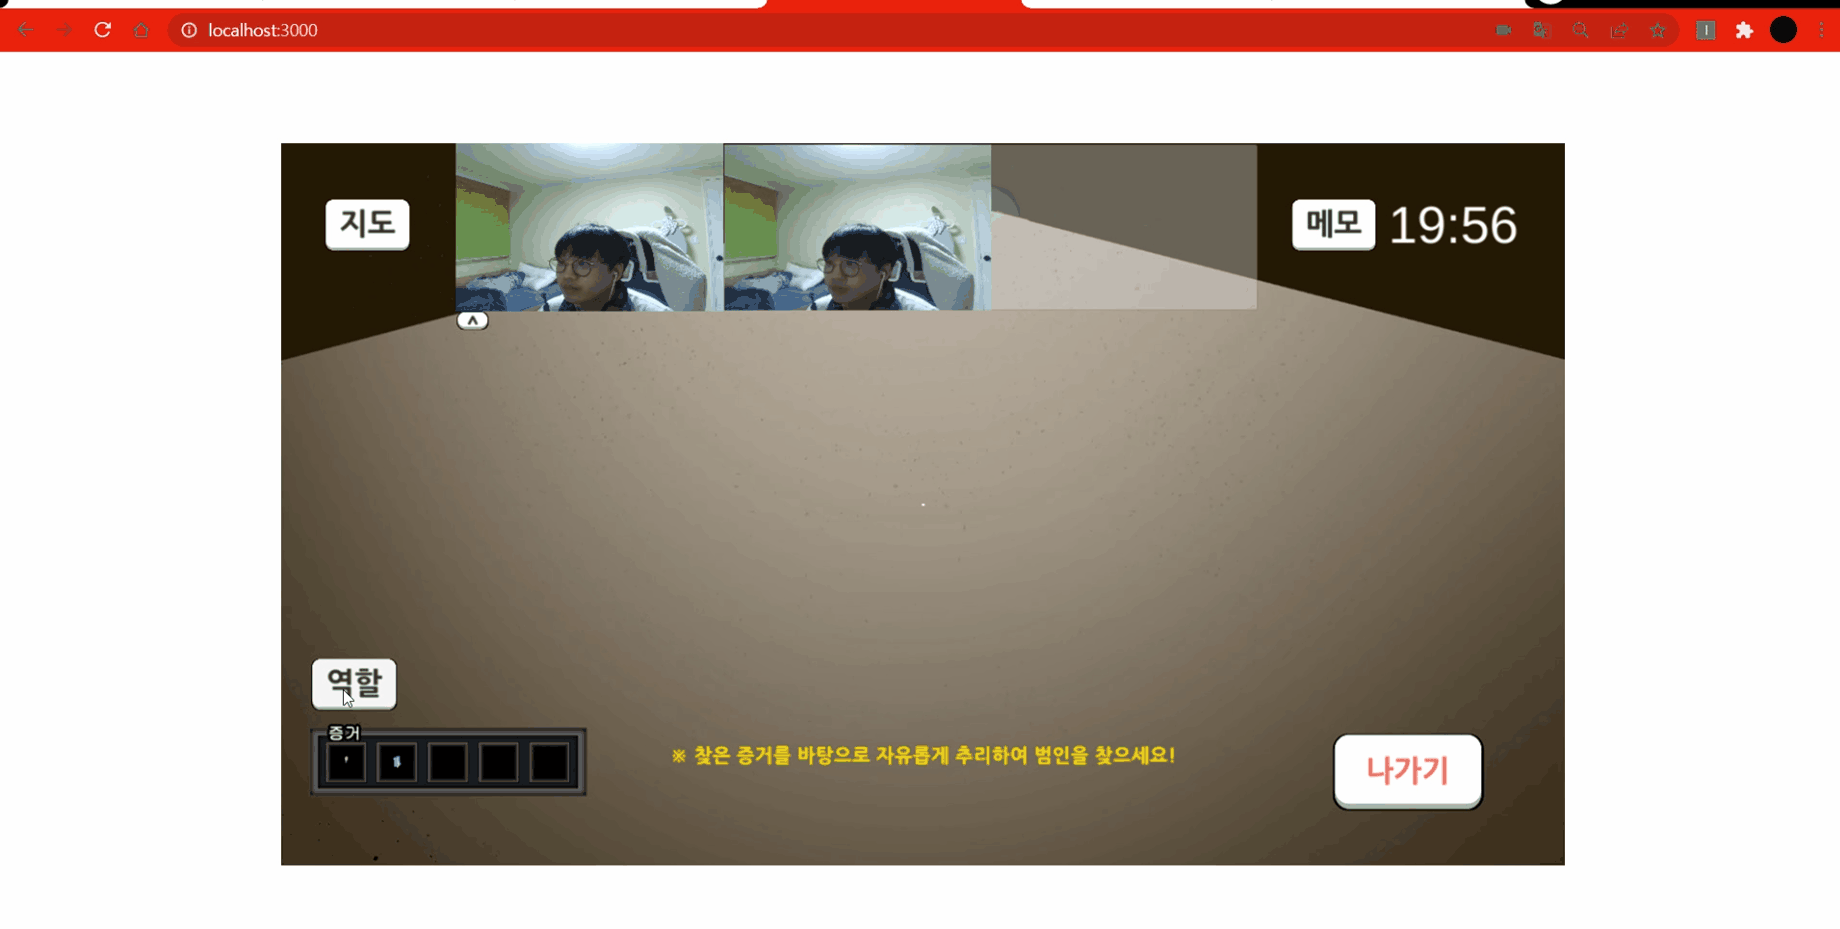 localhost:3000
지도
메모 19:56
역할
증거
※ 찾은 증거를 바탕으로 자유롭게 추리하여 범인을 찾으세요!
나가기